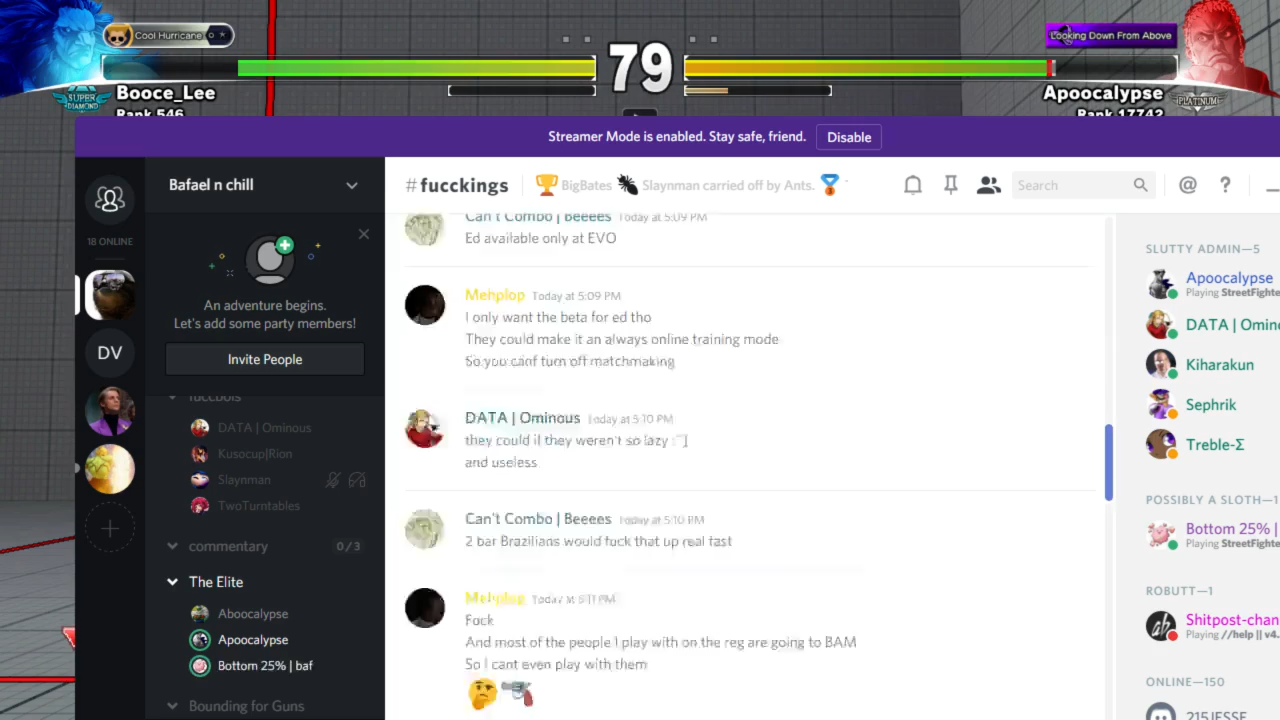 Cool Hurricane
79
Looking Down From Above
SUPER DIAMOND
Booce_Lee
Rank 546
Apoocalypse
PLATINUM
Rank 17742
Streamer Mode is enabled. Stay safe, friend.
Disable
Bafael n chill
#fucckings
BigBates
Slaynman carried off by Ants.
Search
@
?
18 ONLINE
An adventure begins.
Let's add some party members!
Invite People
DV
fuccbois
DATA | Ominous
Kusocup|Rion
Slaynman
TwoTurntables
commentary
0 / 3
The Elite
Aboocalypse
Apoocalypse
Bottom 25% | baf
Bounding for Guns
Can't Combo | Beeees Today at 5:09 PM
Ed available only at EVO
Mehplop Today at 5:09 PM
I only want the beta for ed tho
They could make it an always online training mode
So you cid of turn off matchmaking
DATA | Ominous Today at 5:10 PM
they could if they weren't so lazy :^]
and useless
Can't Combo | Beeees Today at 5:10 PM
2 bar Brazilians would fuck that up real fast
Mehplop Today at 5:11 PM
Fuck
And most of the people I play with on the reg are going to BAM
So I cant even play with them
SLUTTY ADMIN—5
Apoocalypse
Playing StreetFighte
DATA | Omino
Kiharakun
Sephrik
Treble-Σ
POSSIBLY A SLOTH—1
Bottom 25% |
Playing StreetFighte
ROBUTT—1
Shitpost-chan
Playing //help || v4.
ONLINE—150
215JESSE